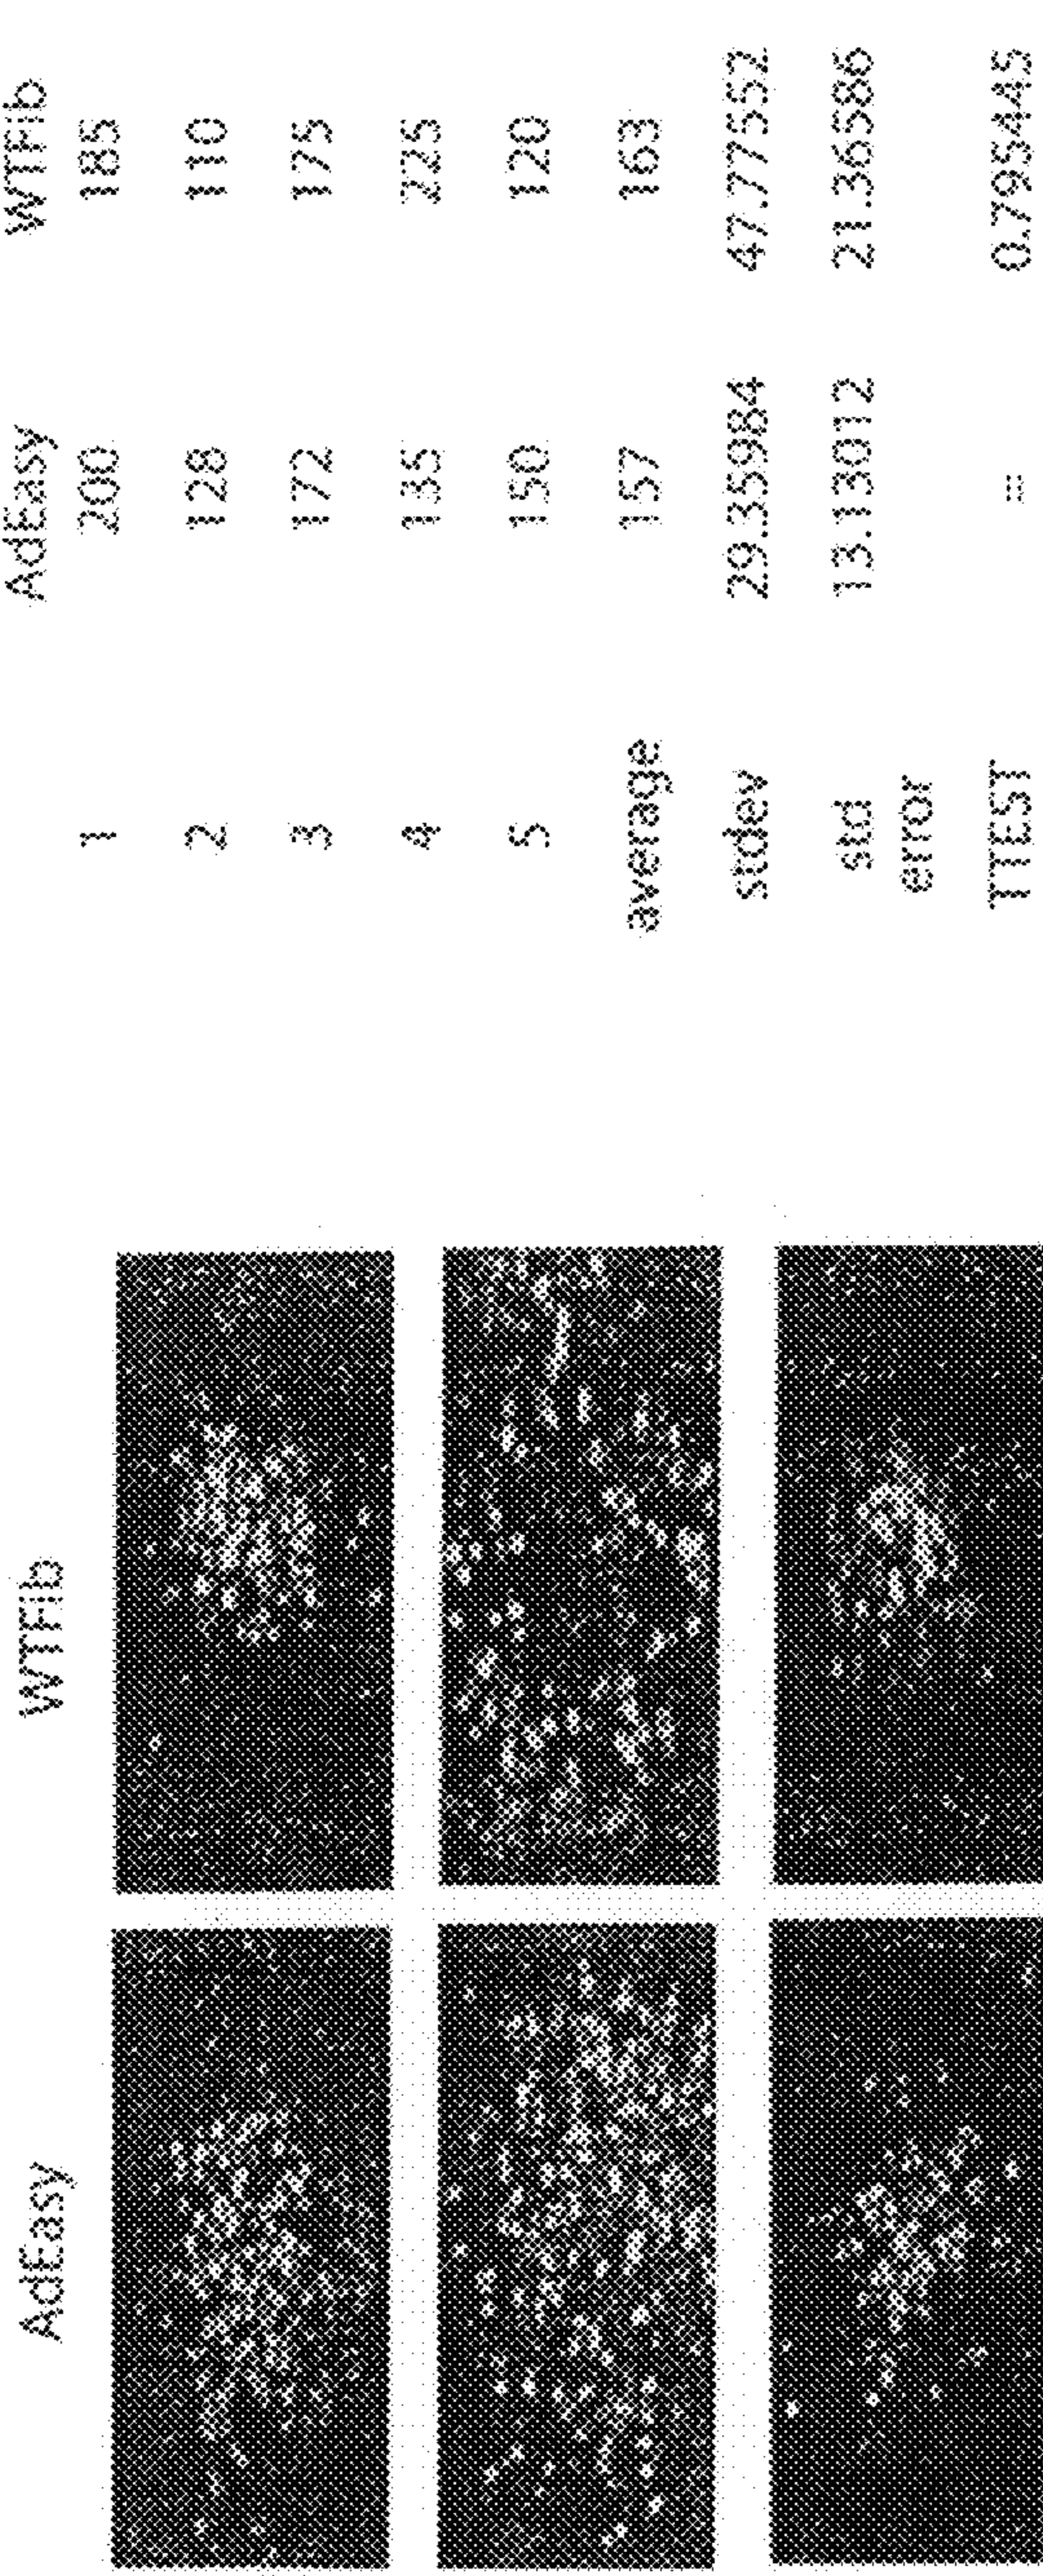 AdEasy WTFib
AdEasy WTFib
1 200 185
2 128 110
3 172 175
4 135 225
5 150 120
average 157 163
stdev 29.35984 47.77552
std 13.13012 21.36586
error
TTEST = 0.795445